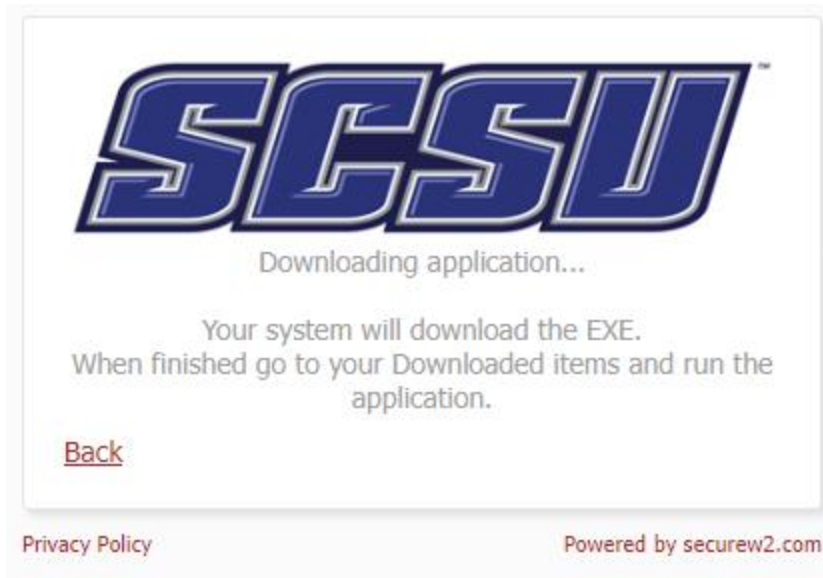 SCSU™
Downloading application...
Your system will download the EXE.
When finished go to your Downloaded items and run the
application.
Back
Privacy Policy
Powered by securew2.com